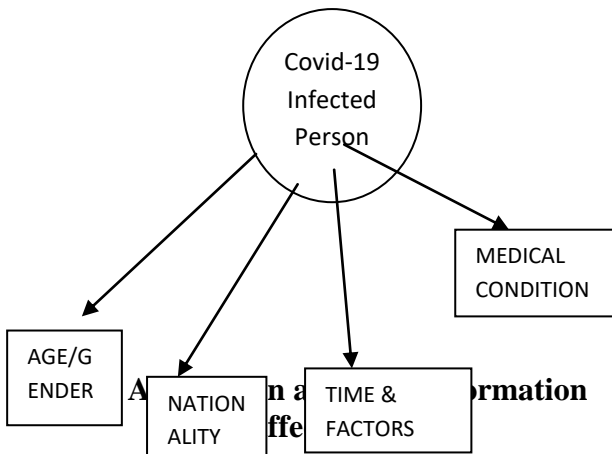 Covid-19
Infected
Person
MEDICAL
CONDITION
AGE/G
ENDER
NATION
ALITY
TIME &
FACTORS